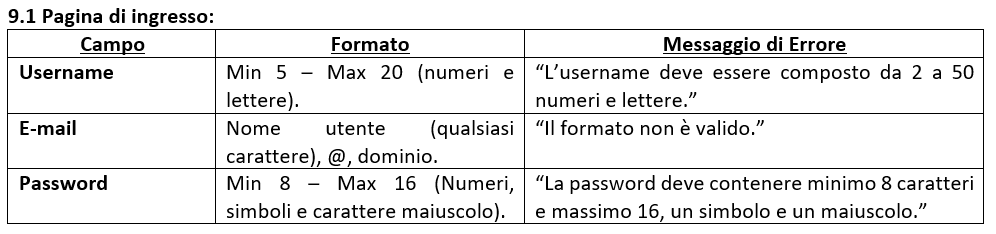 9.1 Pagina di ingresso:
Campo Formato Messaggio di Errore
Username Min 5 – Max 20 (numeri e “L’username deve essere composto da 2 a 50
lettere). numeri e lettere.”
E-mail Nome utente (qualsiasi “Il formato non è valido.”
carattere), @, dominio.
Password Min 8 – Max 16 (Numeri, “La password deve contenere minimo 8 caratteri
simboli e carattere maiuscolo). e massimo 16, un simbolo e un maiuscolo.”